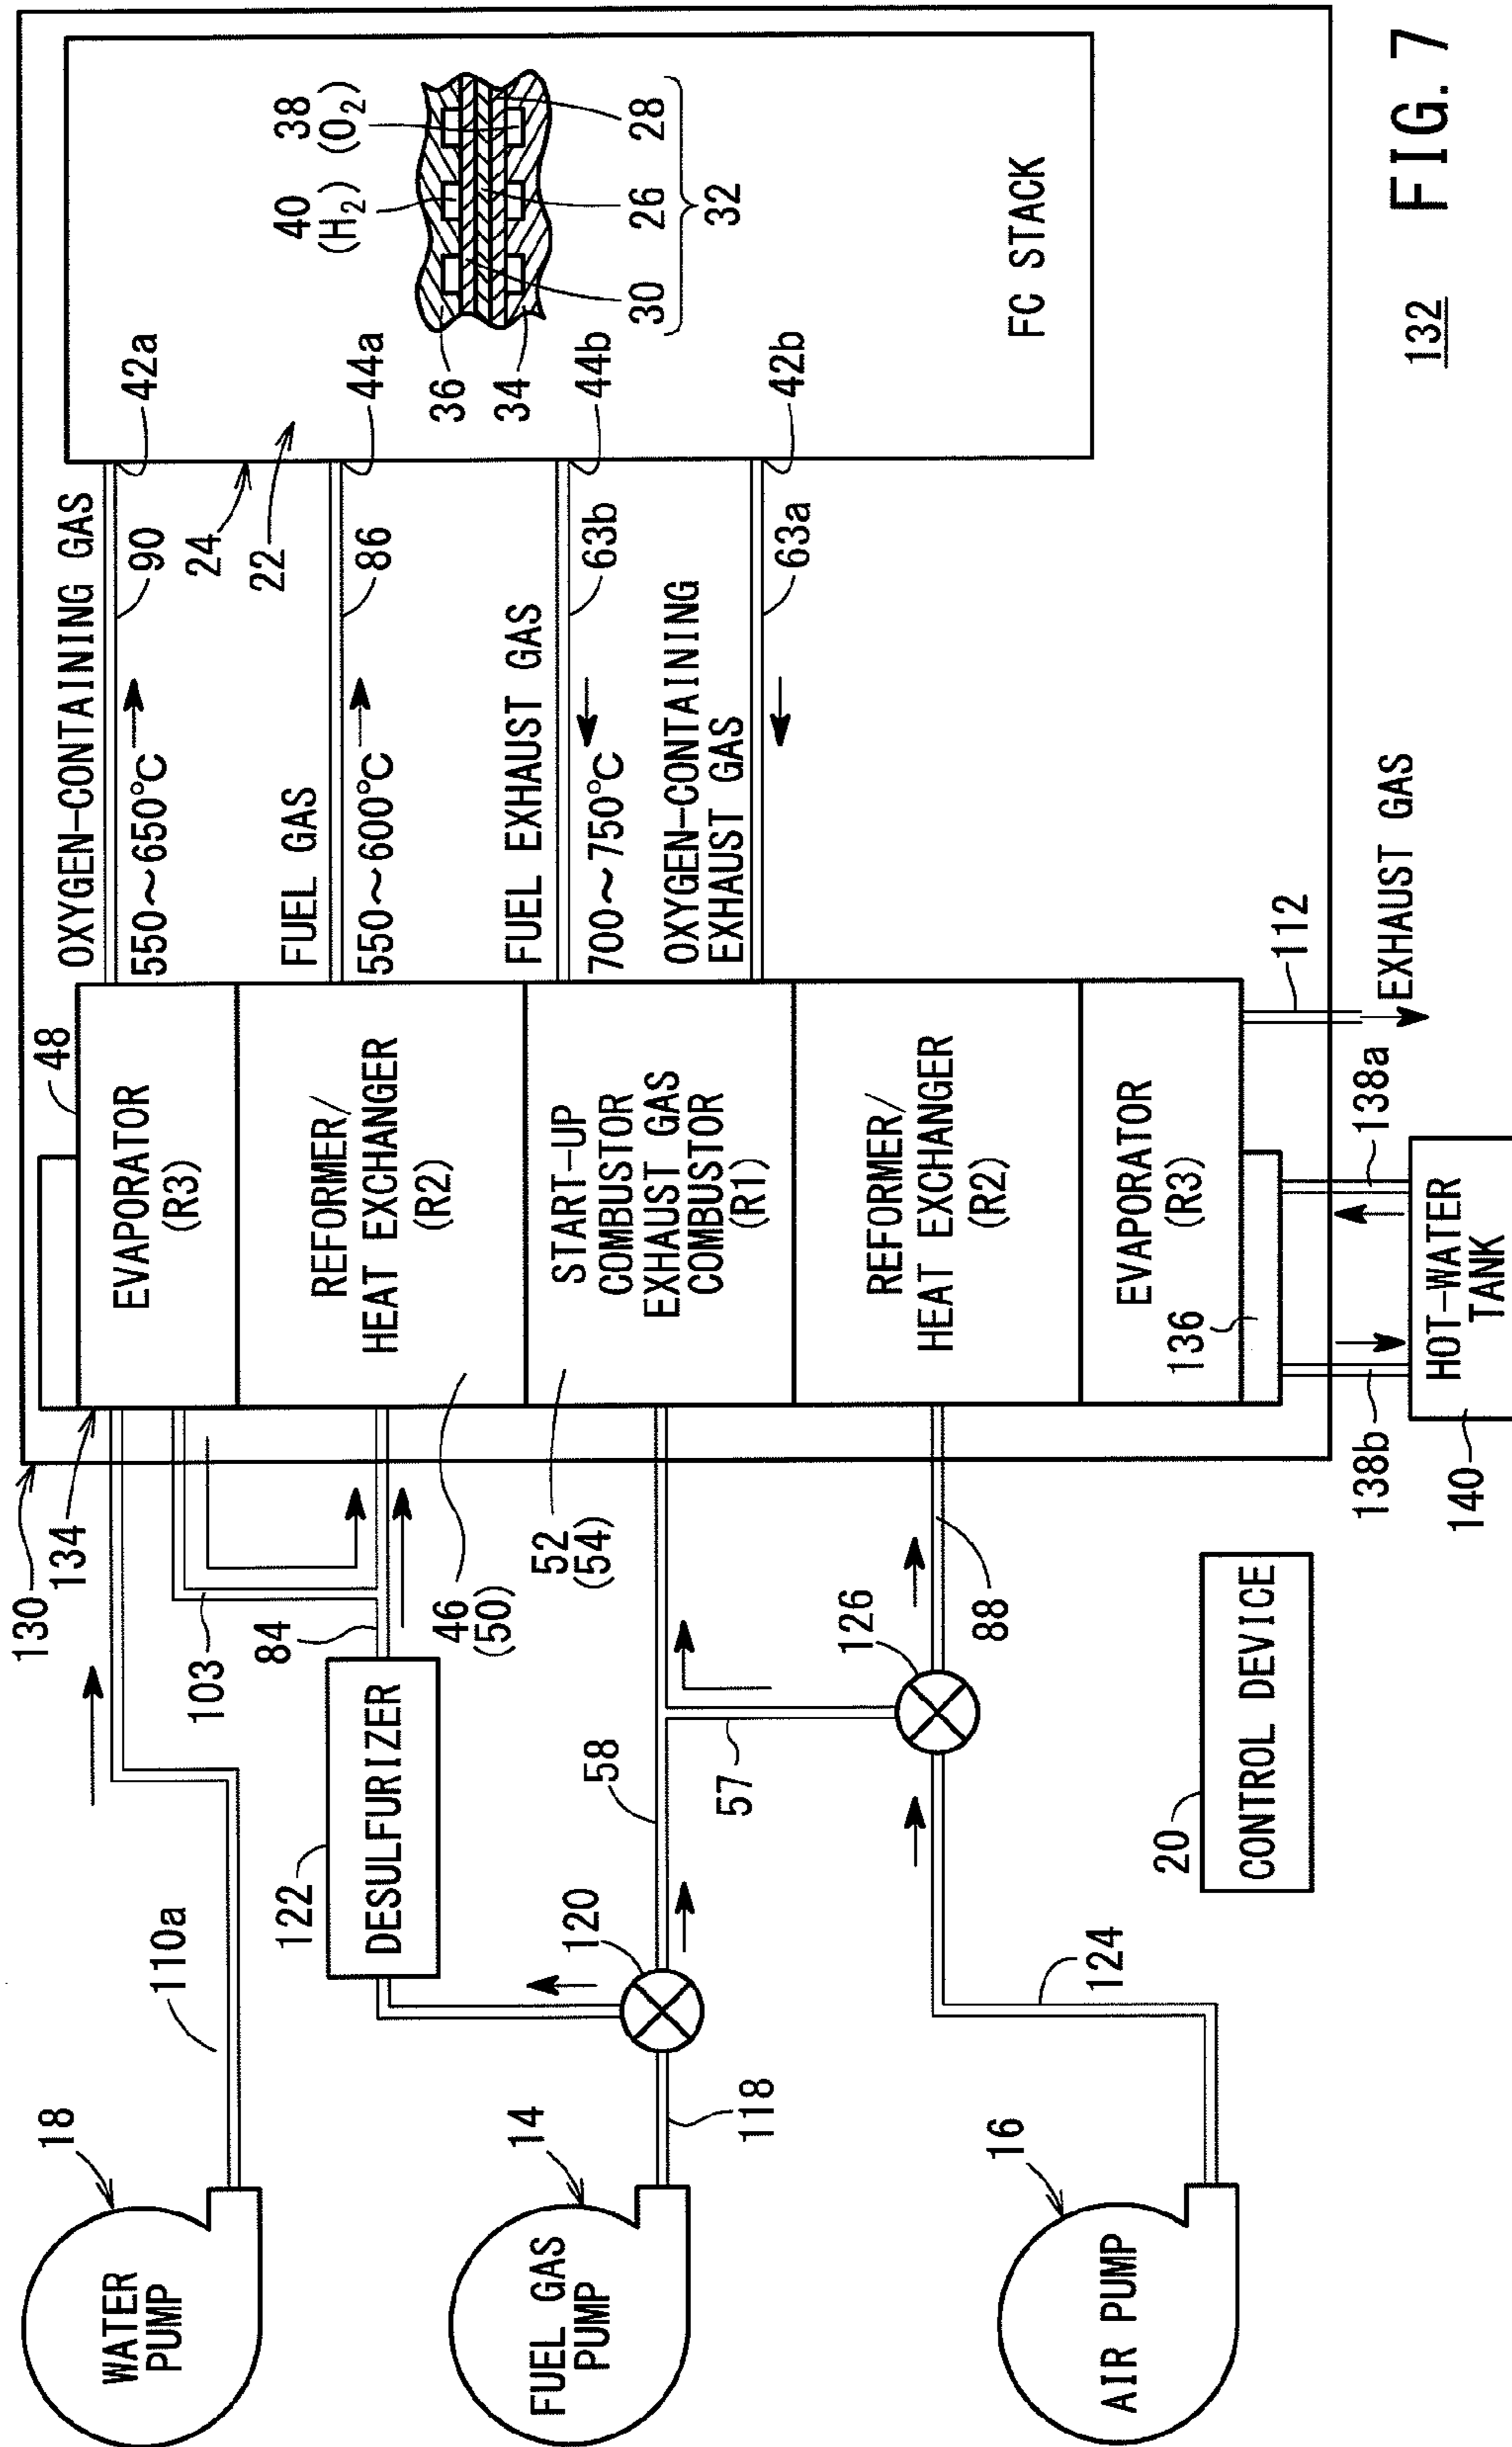 FIG. 7
132
130
134
48
OXYGEN-CONTAINING GAS
550~650°C
90
42a
24
22
FUEL GAS
550~600°C
86
44a
FUEL EXHAUST GAS
700~750°C
63b
44b
OXYGEN-CONTAINING
EXHAUST GAS
63a
42b
40
(H₂)
38
(O₂)
36
34
30
26
28
32
FC STACK
EVAPORATOR
(R3)
REFORMER/
HEAT EXCHANGER
(R2)
START-UP
COMBUSTOR
EXHAUST GAS
COMBUSTOR
(R1)
REFORMER/
HEAT EXCHANGER
(R2)
EVAPORATOR
(R3)
136
112
EXHAUST GAS
138a
138b
HOT-WATER
TANK
140
18
WATER
PUMP
110a
103
84
122
DESULFURIZER
46
(50)
52
(54)
14
FUEL GAS
PUMP
118
120
58
57
126
88
16
AIR PUMP
124
20
CONTROL DEVICE